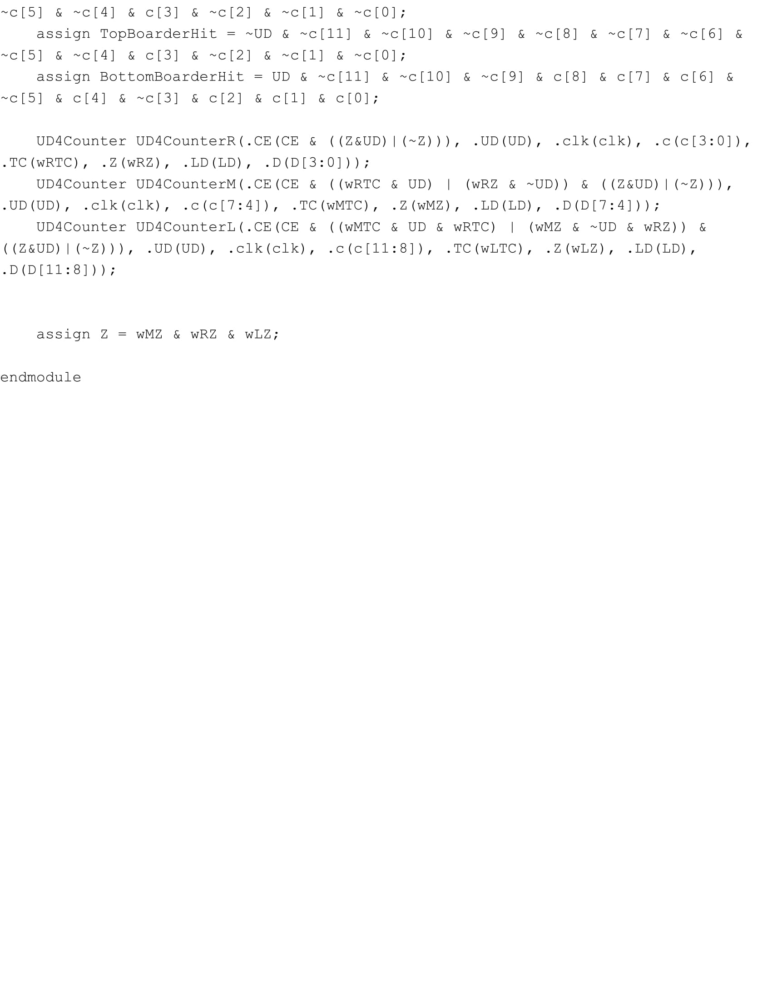 ~c[5] & ~c[4] & c[3] & ~c[2] & ~c[1] & ~c[0];
    assign TopBoarderHit = ~UD & ~c[11] & ~c[10] & ~c[9] & ~c[8] & ~c[7] & ~c[6] &
~c[5] & ~c[4] & c[3] & ~c[2] & ~c[1] & ~c[0];
    assign BottomBoarderHit = UD & ~c[11] & ~c[10] & ~c[9] & c[8] & c[7] & c[6] &
~c[5] & c[4] & ~c[3] & c[2] & c[1] & c[0];
    UD4Counter UD4CounterR(.CE(CE & ((Z&UD)|(~Z))), .UD(UD), .clk(clk), .c(c[3:0]),
.TC(wRTC), .Z(wRZ), .LD(LD), .D(D[3:0]));
    UD4Counter UD4CounterM(.CE(CE & ((wRTC & UD) | (wRZ & ~UD)) & ((Z&UD)|(~Z))),
.UD(UD), .clk(clk), .c(c[7:4]), .TC(wMTC), .Z(wMZ), .LD(LD), .D(D[7:4]));
    UD4Counter UD4CounterL(.CE(CE & ((wMTC & UD & wRTC) | (wMZ & ~UD & wRZ)) &
((Z&UD)|(~Z))), .UD(UD), .clk(clk), .c(c[11:8]), .TC(wLTC), .Z(wLZ), .LD(LD),
.D(D[11:8]));
    assign Z = wMZ & wRZ & wLZ;
endmodule